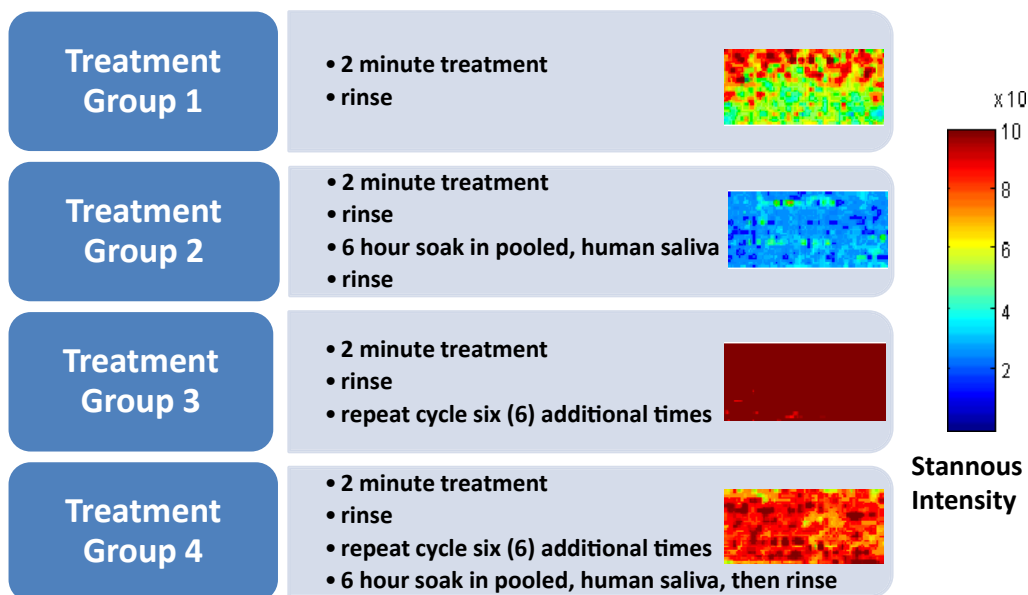 Treatment
Group 1
• 2 minute treatment
• rinse
Treatment
Group 2
• 2 minute treatment
• rinse
• 6 hour soak in pooled, human saliva
• rinse
Treatment
Group 3
• 2 minute treatment
• rinse
• repeat cycle six (6) additional times
Treatment
Group 4
• 2 minute treatment
• rinse
• repeat cycle six (6) additional times
• 6 hour soak in pooled, human saliva, then rinse
x 10
10
8
6
4
2
Stannous
Intensity